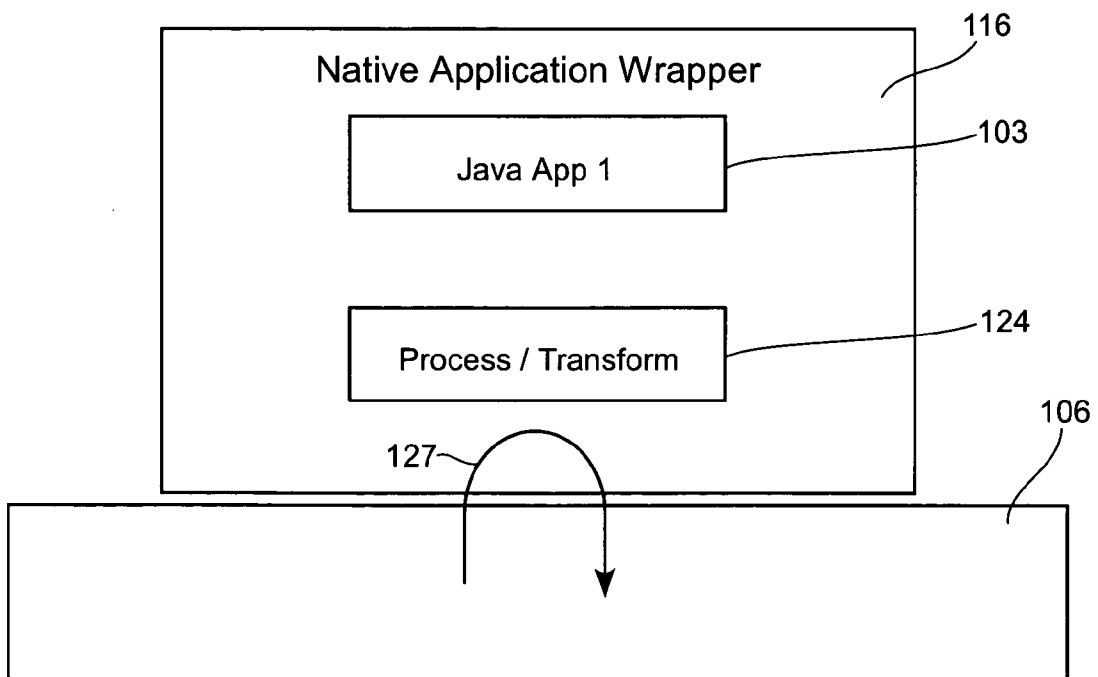 116
Native Application Wrapper
103
Java App 1
124
Process / Transform
106
127